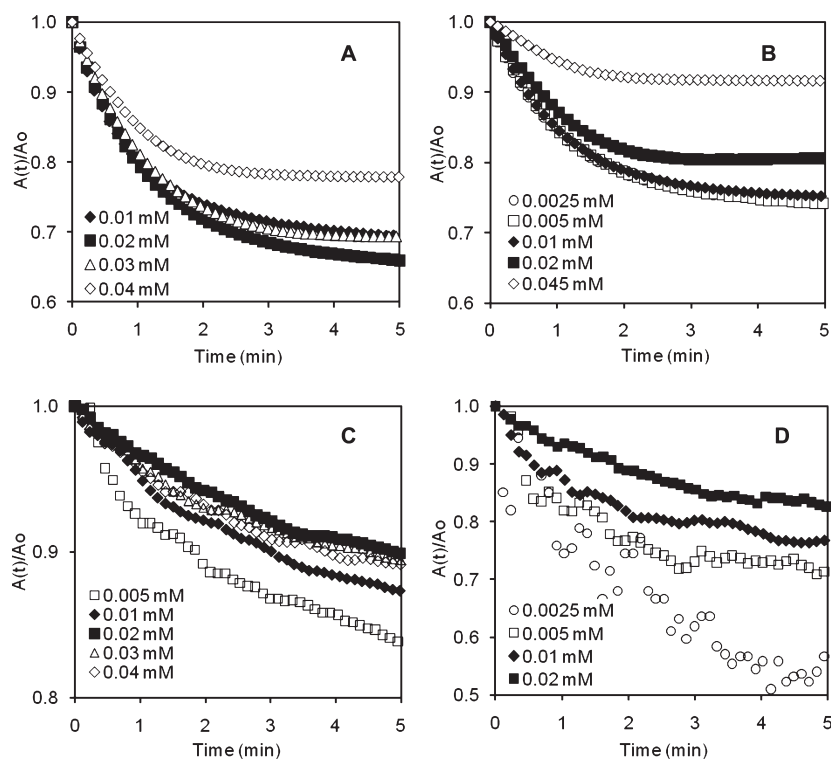 A
1.0
0.9
0.8
0.7
0.6
A(t)/Ao
0.01 mM
0.02 mM
0.03 mM
0.04 mM
0 1 2 3 4 5
Time (min)
B
1.0
0.9
0.8
0.7
0.6
A(t)/Ao
0.0025 mM
0.005 mM
0.01 mM
0.02 mM
0.045 mM
0 1 2 3 4 5
Time (min)
C
1.0
0.9
0.8
A(t)/Ao
0.005 mM
0.01 mM
0.02 mM
0.03 mM
0.04 mM
0 1 2 3 4 5
Time (min)
D
1.0
0.9
0.8
0.7
0.6
0.5
A(t)/Ao
0.0025 mM
0.005 mM
0.01 mM
0.02 mM
0 1 2 3 4 5
Time (min)